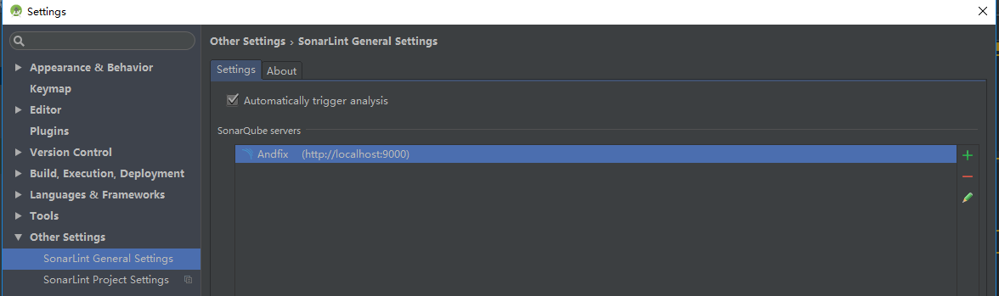 Settings
Other Settings › SonarLint General Settings
Appearance & Behavior
Keymap
Editor
Plugins
Version Control
Build, Execution, Deployment
Languages & Frameworks
Tools
Other Settings
SonarLint General Settings
SonarLint Project Settings
Settings About
Automatically trigger analysis
SonarQube servers
Andfix (http://localhost:9000)